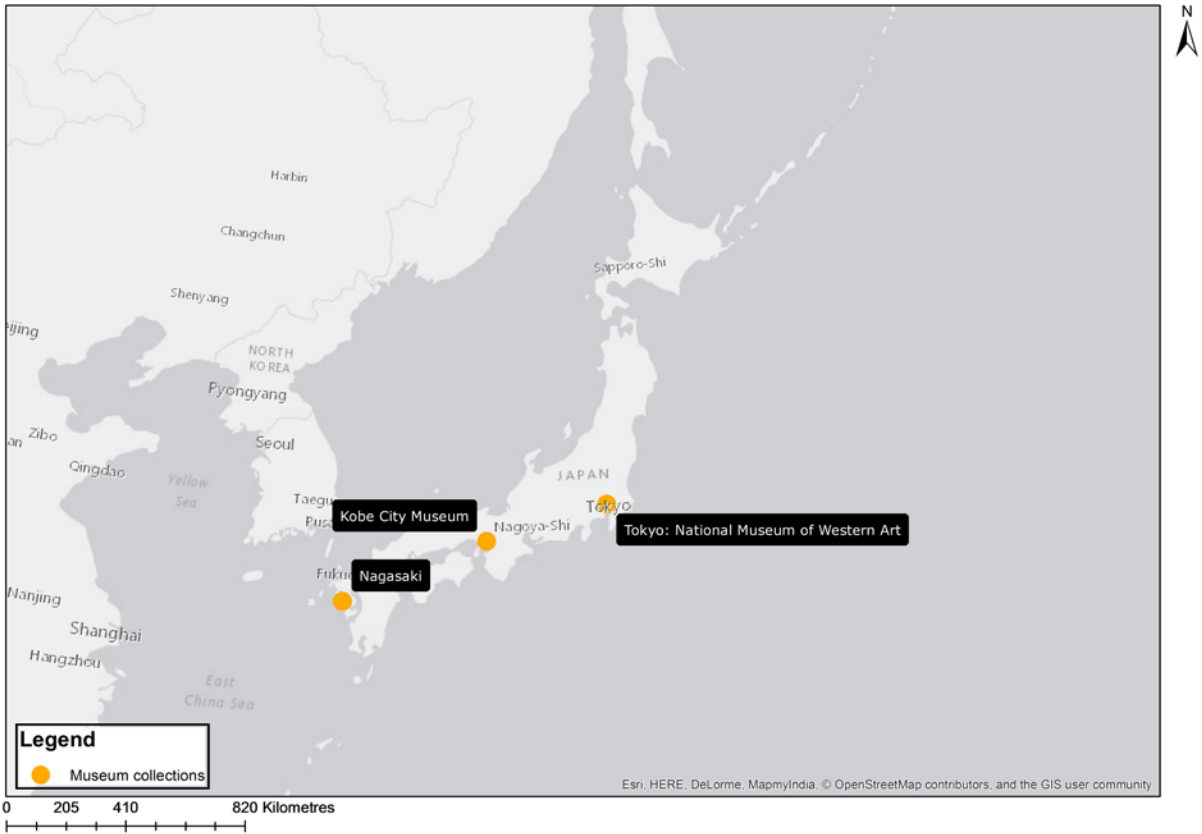 N
Harbin
Changchun
Sapporo-Shi
Shenyang
ijing
NORTH
KOREA
Pyongyang
Zibo
an
Seoul
Qingdao
JAPAN
Yellow
Sea
Taegu
Tokyo
Kobe City Museum
Pusa
Nagoya-Shi
Tokyo: National Museum of Western Art
Fukuo
Nagasaki
Nanjing
Shanghai
Hangzhou
East
China Sea
Legend
Museum collections
Esri, HERE, DeLorme, MapmyIndia, © OpenStreetMap contributors, and the GIS user community
0 205 410 820 Kilometres